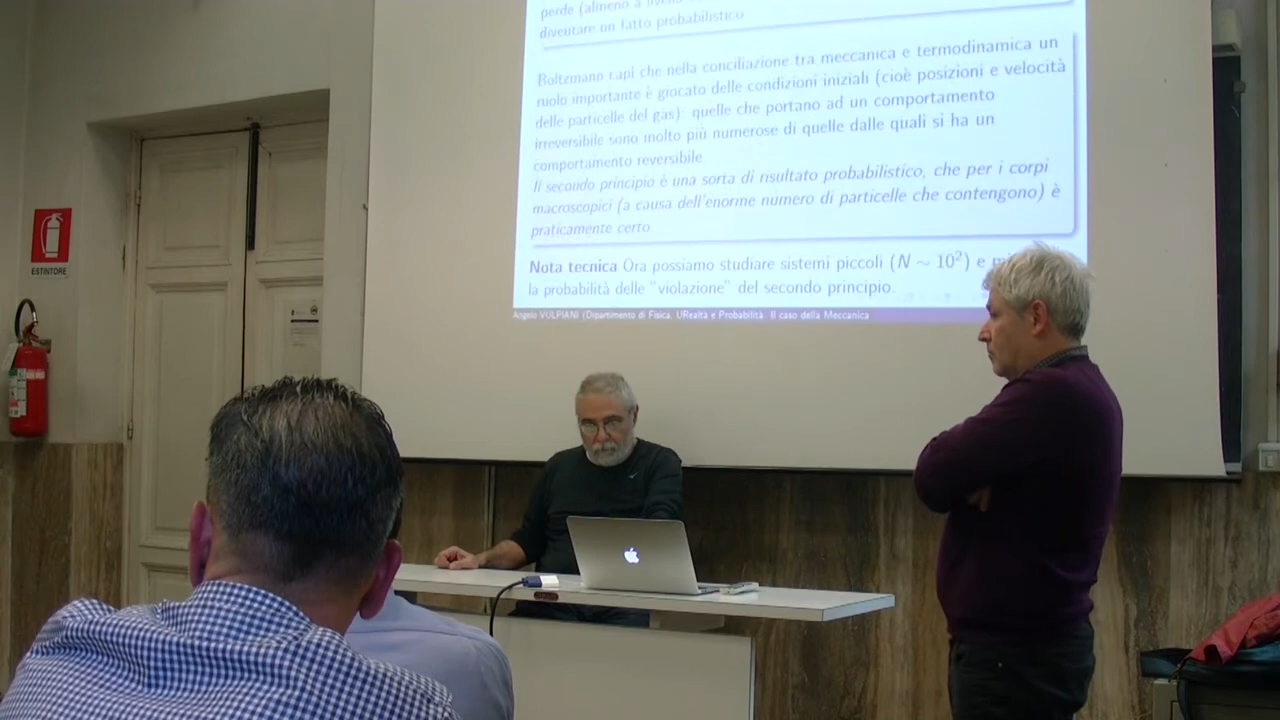 perde (almeno a livello
diventare un fatto probabilistico
Boltzmann capì che nella conciliazione tra meccanica e termodinamica un
ruolo importante è giocato delle condizioni iniziali (cioè posizioni e velocità
delle particelle del gas): quelle che portano ad un comportamento
irreversibile sono molto più numerose di quelle dalle quali si ha un
comportamento reversibile
Il secondo principio è una sorta di risultato probabilistico, che per i corpi
macroscopici (a causa dell'enorme numero di particelle che contengono) è
praticamente certo
Nota tecnica Ora possiamo studiare sistemi piccoli (N ∼ 10²) e
la probabilità delle "violazione" del secondo principio.
Angelo VULPIANI (Dipartimento di Fisica, URealtà e Probabilità. Il caso della Meccanica
ESTINTORE